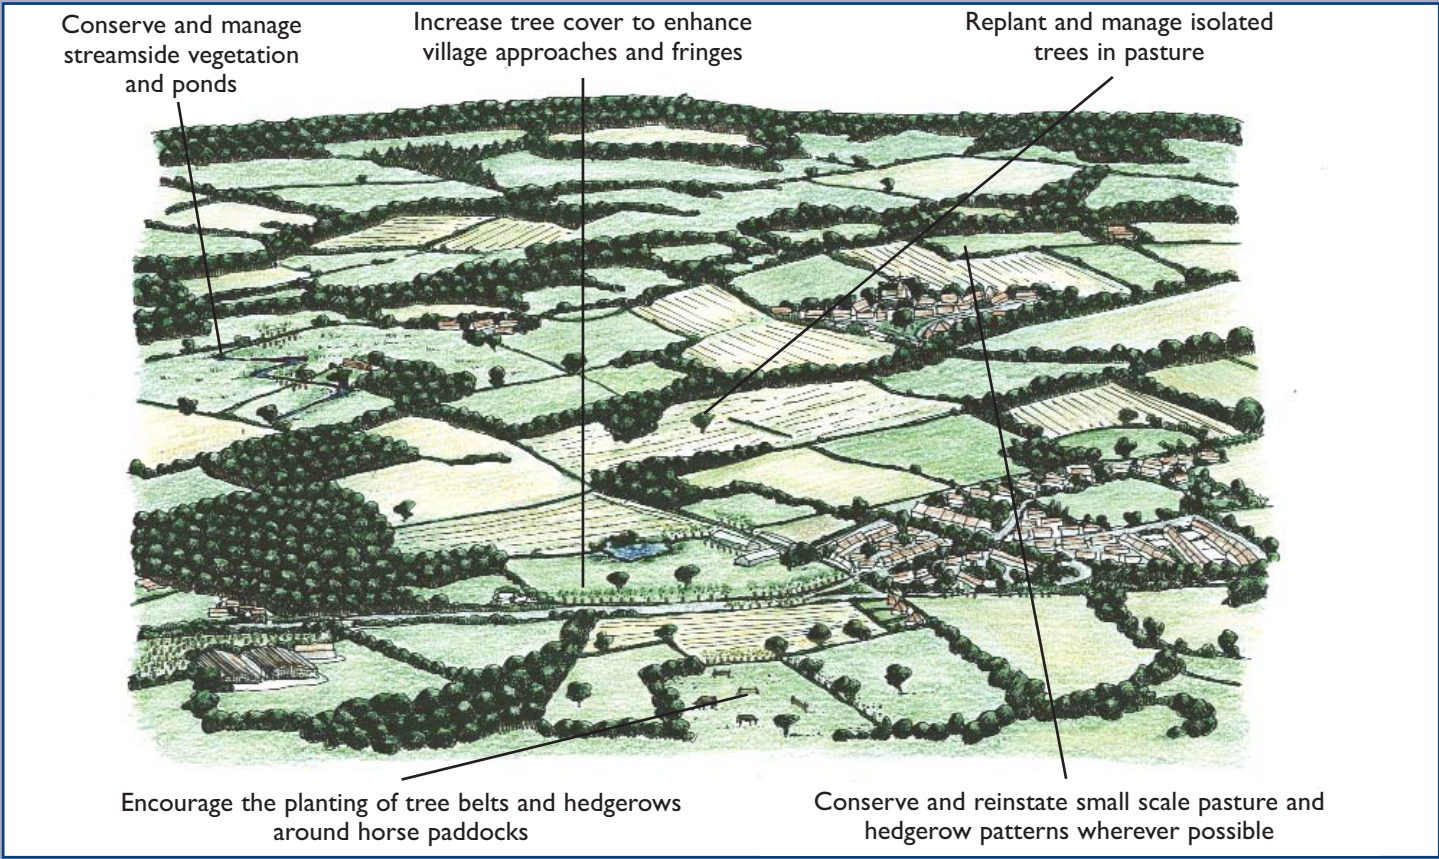 Conserve and manage
streamside vegetation
and ponds
Increase tree cover to enhance
village approaches and fringes
Replant and manage isolated
trees in pasture
Encourage the planting of tree belts and hedgerows
around horse paddocks
Conserve and reinstate small scale pasture and
hedgerow patterns wherever possible